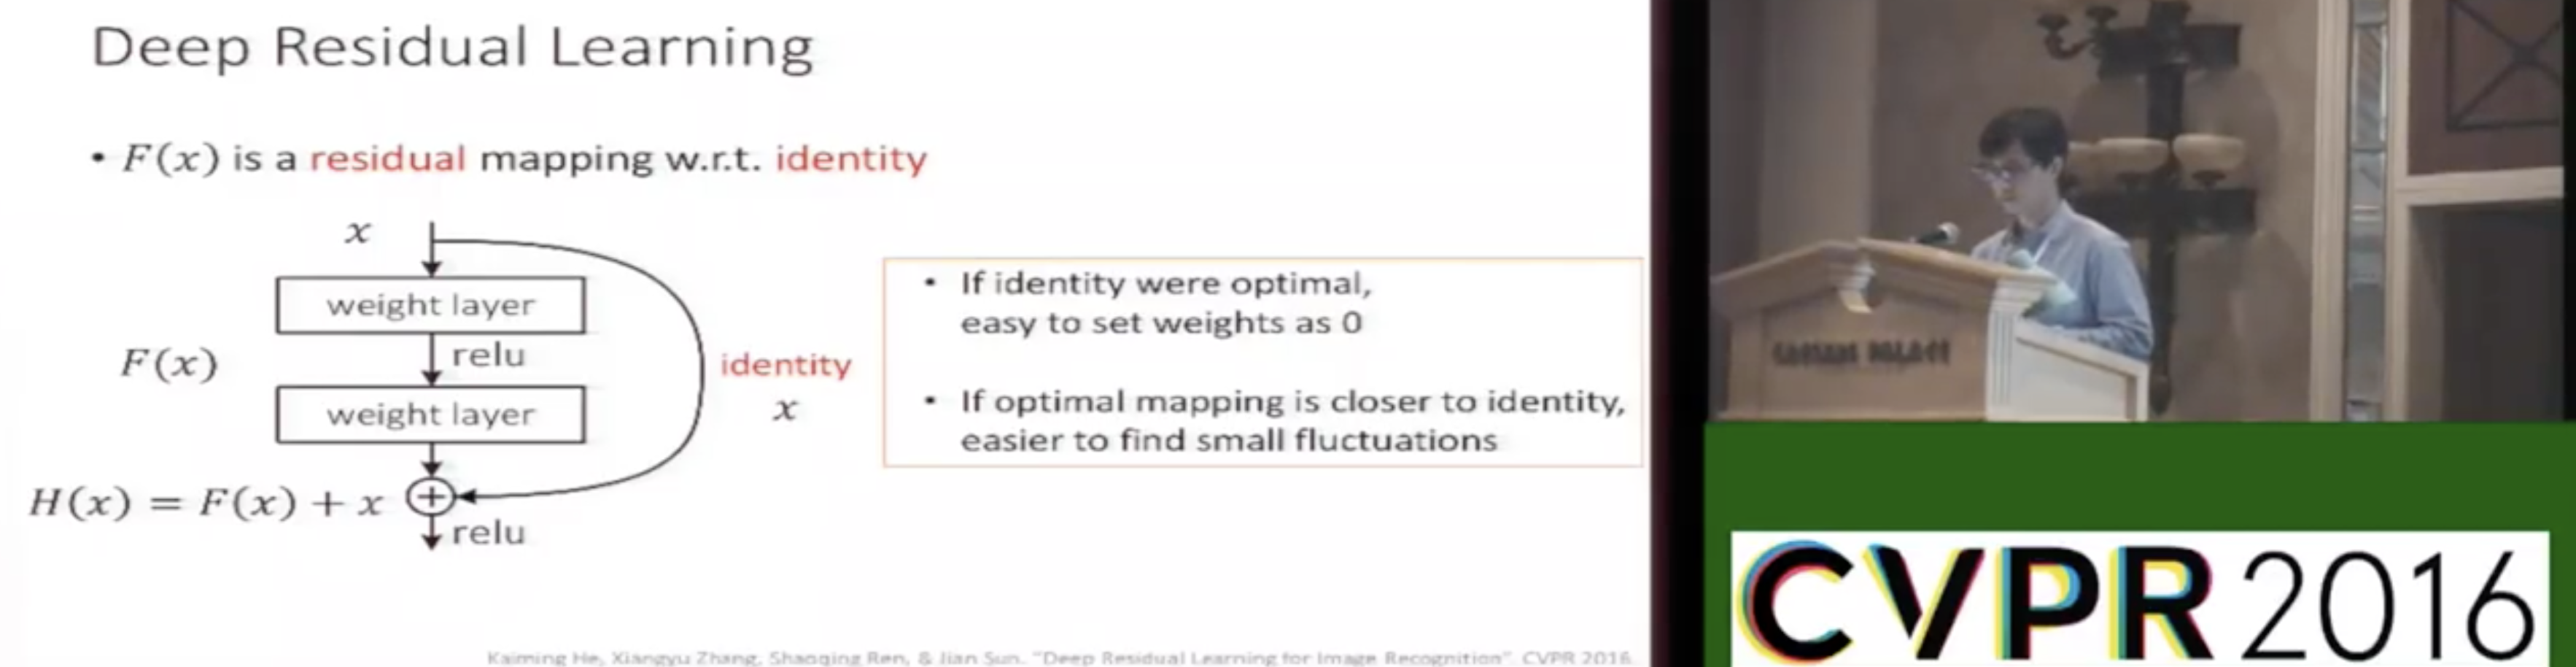 Deep Residual Learning
• F(x) is a residual mapping w.r.t. identity
x
weight layer
relu
F(x)
weight layer
identity
x
H(x) = F(x) + x
relu
• If identity were optimal,
easy to set weights as 0
• If optimal mapping is closer to identity,
easier to find small fluctuations
Kaiming He, Xiangyu Zhang, Shaoqing Ren, & Jian Sun. "Deep Residual Learning for Image Recognition". CVPR 2016.
CAESARS PALACE
CVPR 2016